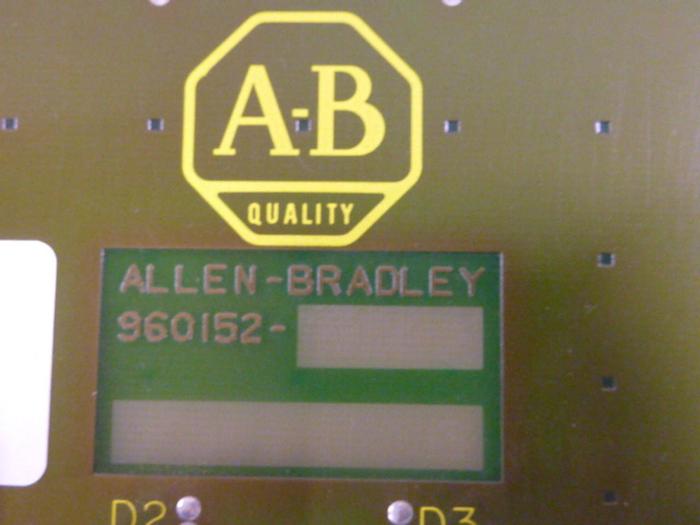 A-B
QUALITY
ALLEN-BRADLEY
960152-
D2 D3